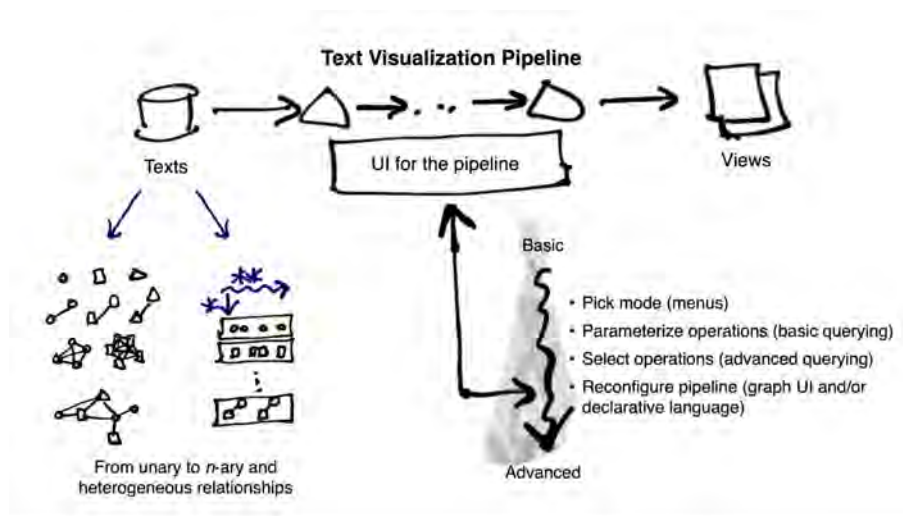 Text Visualization Pipeline
Texts
UI for the pipeline
Views
Basic
• Pick mode (menus)
• Parameterize operations (basic querying)
• Select operations (advanced querying)
• Reconfigure pipeline (graph UI and/or
declarative language)
Advanced
From unary to n-ary and
heterogeneous relationships